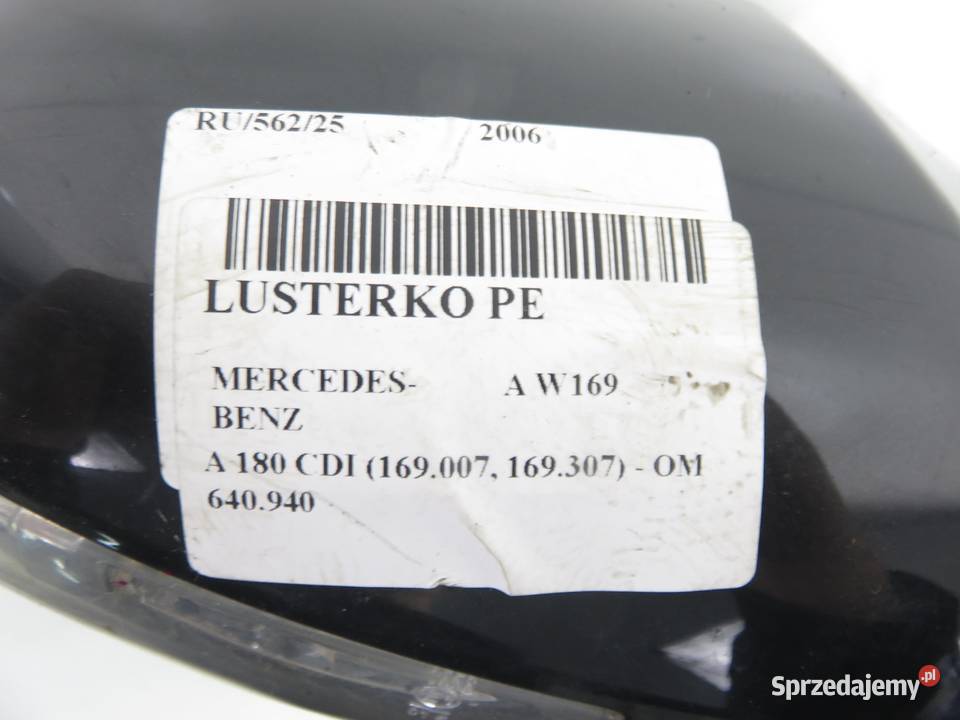 RU/562/25 2006
LUSTERKO PE
MERCEDES- A W169
BENZ
A 180 CDI (169.007, 169.307) - OM
640.940
Sprzedajemy.pl